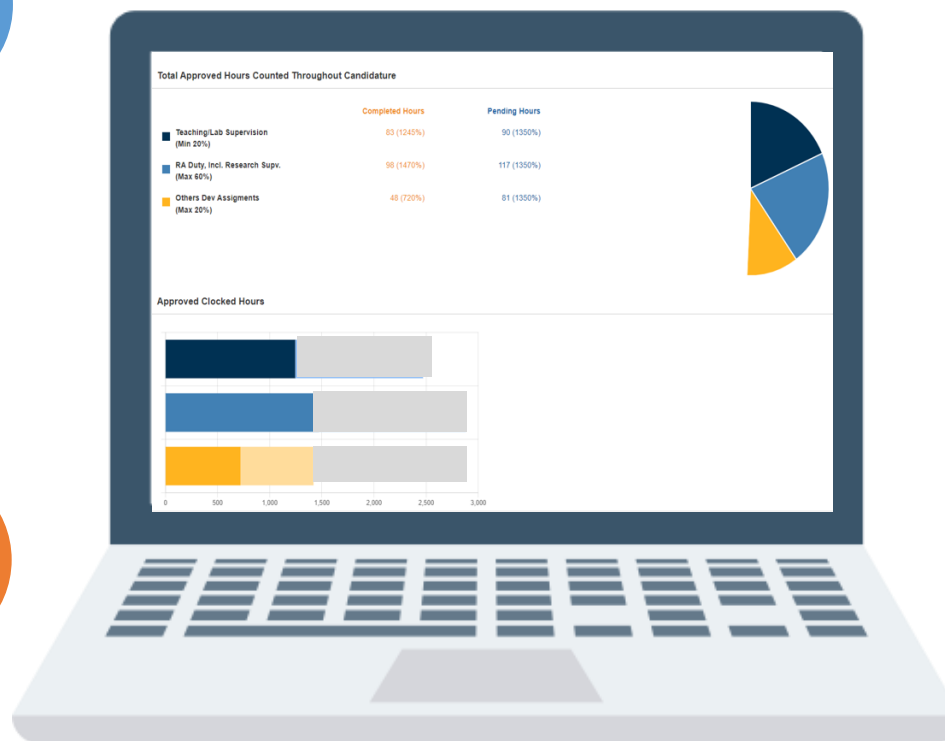 Total Approved Hours Counted Throughout Candidature
Completed Hours Pending Hours
Teaching/Lab Supervision 83 (1245%) 90 (1350%)
(Min 20%)
RA Duty, Incl. Research Supv. 98 (1470%) 117 (1350%)
(Max 60%)
Others Dev Assigments 48 (720%) 81 (1350%)
(Max 20%)
Approved Clocked Hours
0 500 1,000 1,500 2,000 2,500 3,000